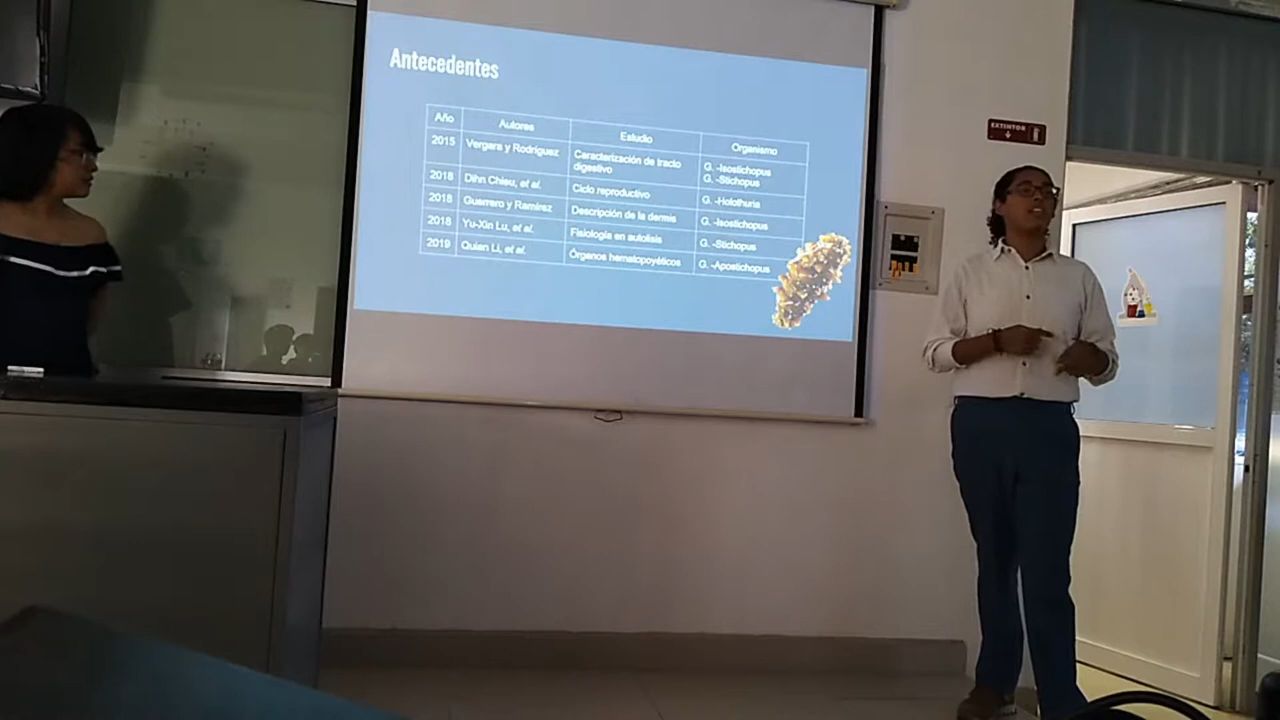 Antecedentes
Año Autores Estudio Organismo
2015 Vergara y Rodríguez Caracterización de tracto digestivo G. -Isostichopus G. -Stichopus
2018 Dihn Chieu, et al. Ciclo reproductivo G. -Holothuria
2018 Guerrero y Ramírez Descripción de la dermis G. -Isostichopus
2018 Yu-Xin Lu, et al. Fisiología en autolisis G. -Stichopus
2019 Quian Li, et al. Órganos hematopoyéticos G. -Apostichopus
EXTINTOR